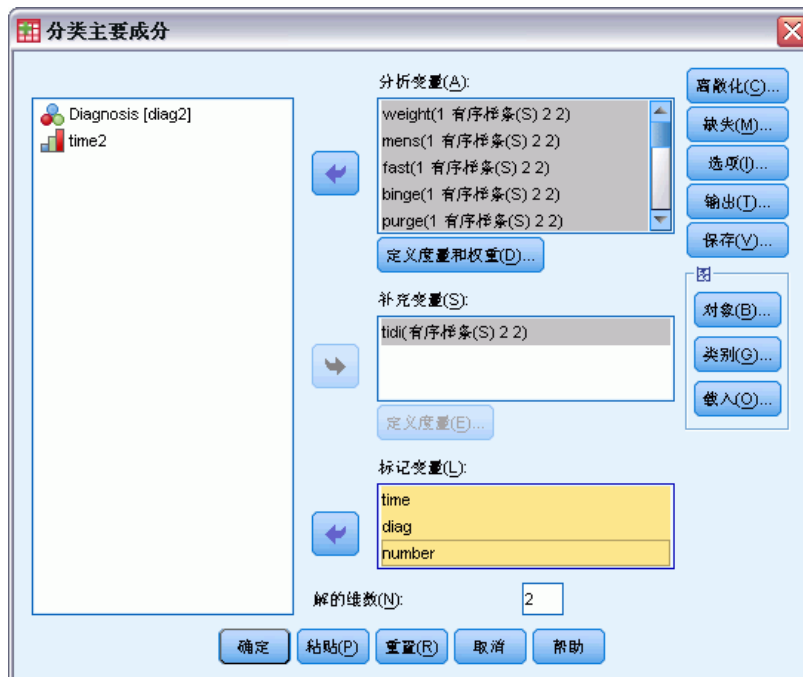 分类主要成分
Diagnosis [diag2]
time2
分析变量(A):
weight(1 有序样条(S) 2 2)
mens(1 有序样条(S) 2 2)
fast(1 有序样条(S) 2 2)
binge(1 有序样条(S) 2 2)
purge(1 有序样条(S) 2 2)
定义度量和权重(D)...
补充变量(S):
tidi(有序样条(S) 2 2)
定义度量(E)...
标记变量(L):
time
diag
number
解的维数(N):
2
离散化(C)...
缺失(M)...
选项(I)...
输出(T)...
保存(V)...
图
对象(B)...
类别(G)...
载入(O)...
确定
粘贴(P)
重置(R)
取消
帮助